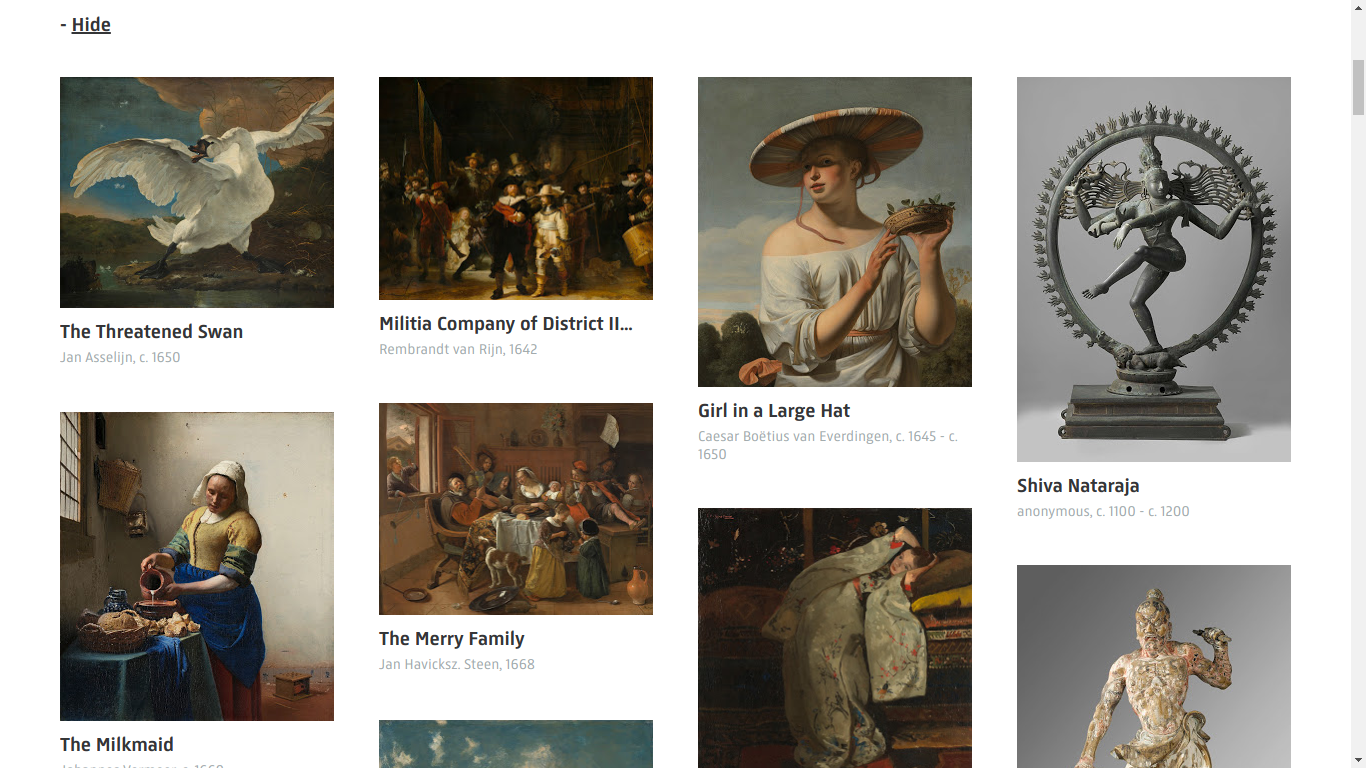 - Hide
The Threatened Swan
Jan Asselijn, c. 1650
Militia Company of District II...
Rembrandt van Rijn, 1642
Girl in a Large Hat
Caesar Boëtius van Everdingen, c. 1645 - c.
1650
Shiva Nataraja
anonymous, c. 1100 - c. 1200
The Merry Family
Jan Havicksz. Steen, 1668
The Milkmaid